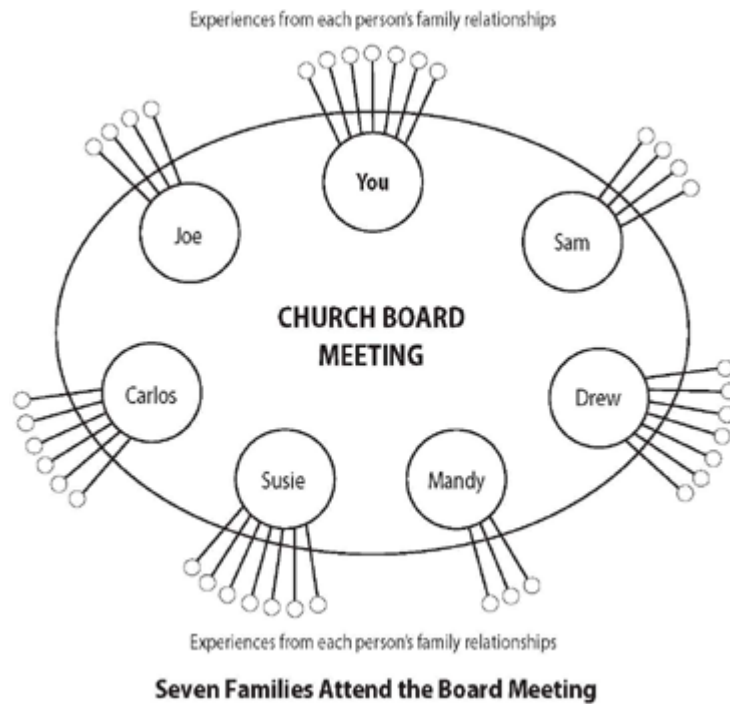 Experiences from each person's family relationships
You
Joe
Sam
CHURCH BOARD
MEETING
Carlos
Drew
Susie
Mandy
Experiences from each person's family relationships
Seven Families Attend the Board Meeting